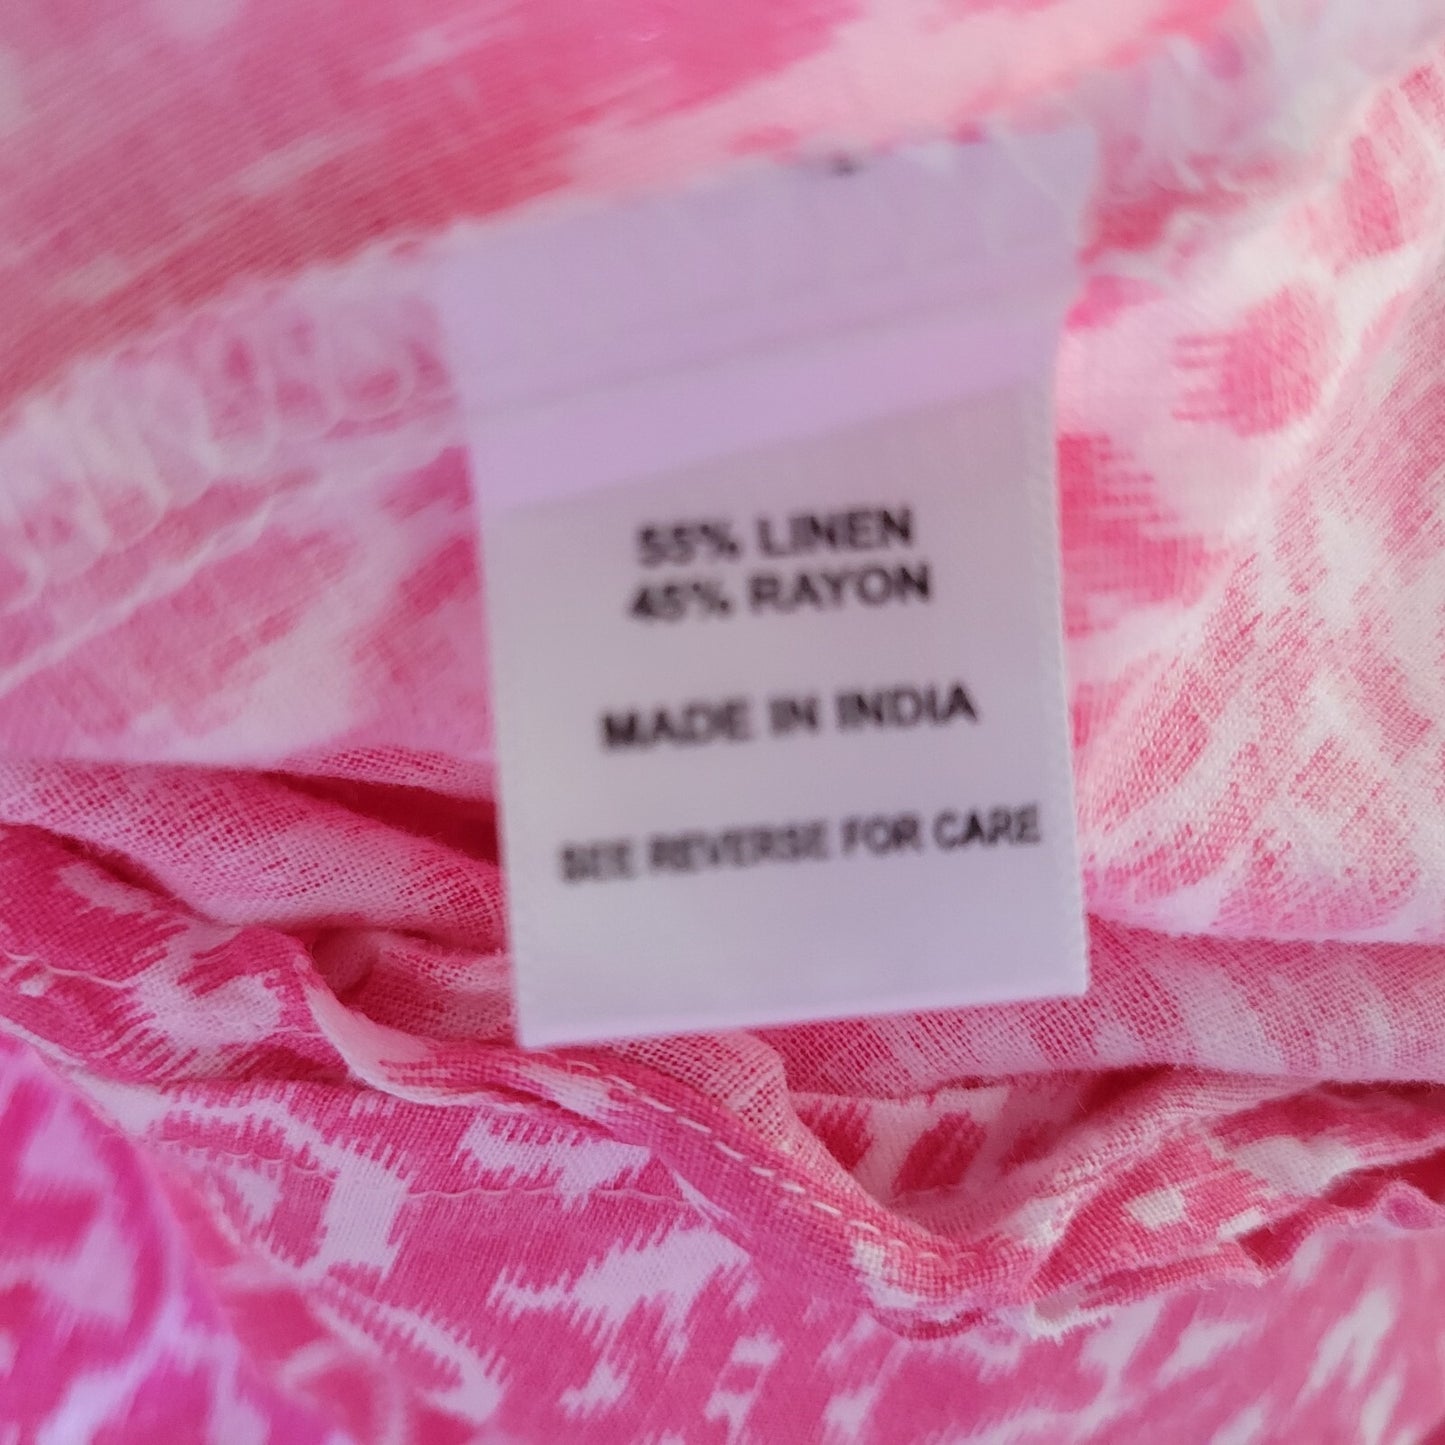 55% LINEN
45% RAYON
MADE IN INDIA
SEE REVERSE FOR CARE